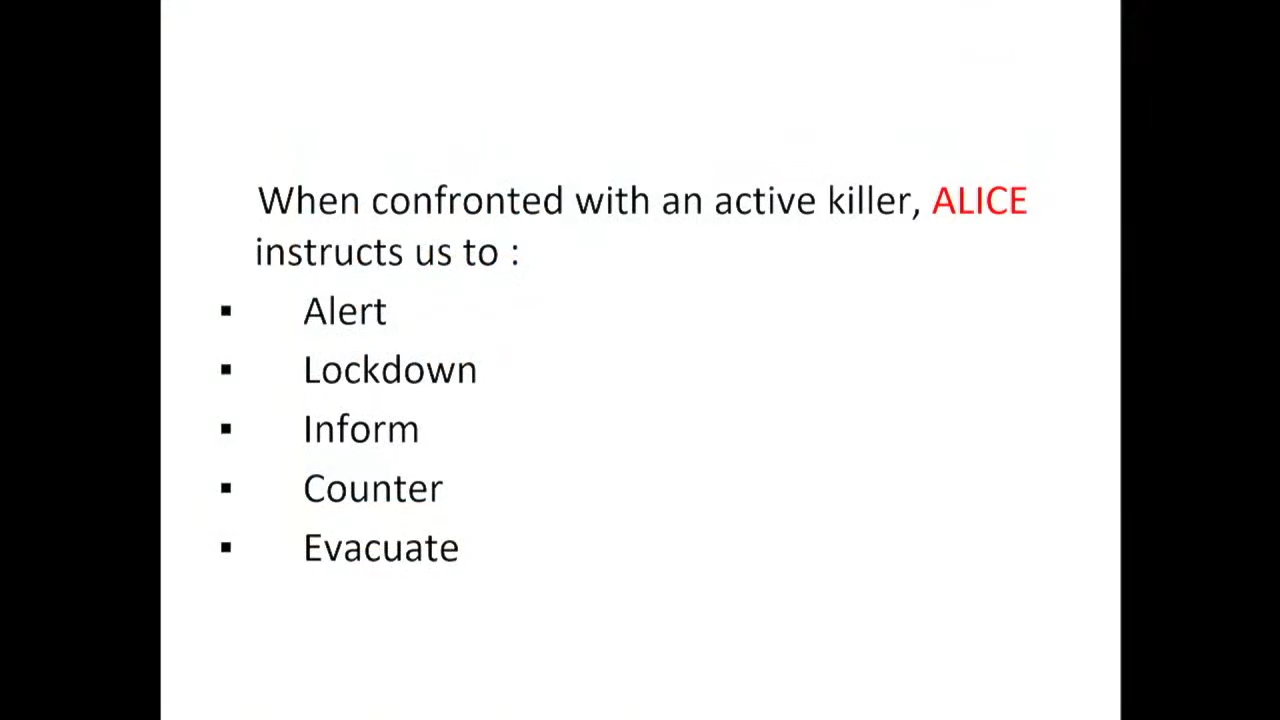 When confronted with an active killer, ALICE
instructs us to :
▪ Alert
▪ Lockdown
▪ Inform
▪ Counter
▪ Evacuate